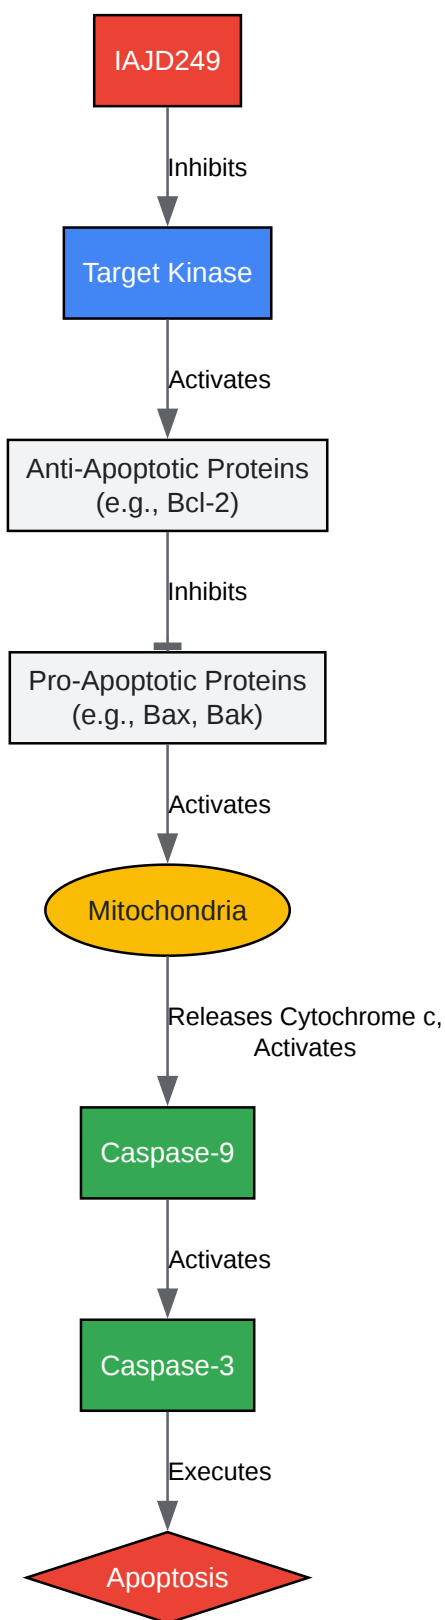 IAJD249
Inhibits
Target Kinase
Activates
Anti-Apoptotic Proteins
(e.g., Bcl-2)
Inhibits
Pro-Apoptotic Proteins
(e.g., Bax, Bak)
Activates
Mitochondria
Releases Cytochrome c,
Activates
Caspase-9
Activates
Caspase-3
Executes
Apoptosis